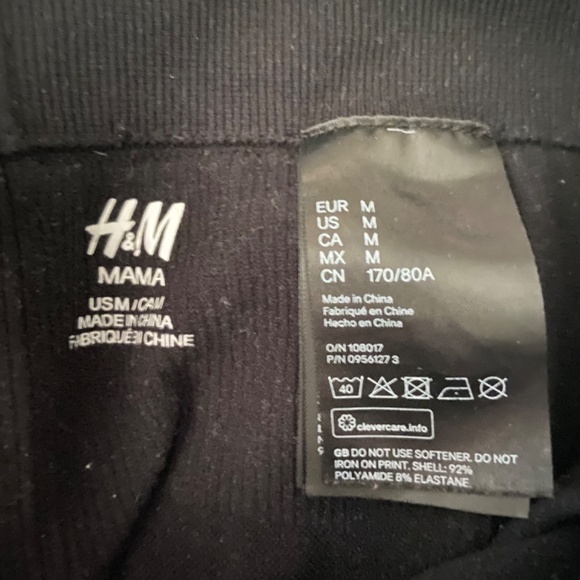 H&M
MAMA
US M / CA M
MADE IN CHINA
FABRIQUÉ EN CHINE
EUR M
US M
CA M
MX M
CN 170/80A
Made in China
Fabriqué en China
Hecho en China
O/N 108017
P/N 0956127 3
40
clevercare.info
GB DO NOT USE SOFTENER. DO NOT
IRON ON PRINT. SHELL: 92%
POLYAMIDE 8% ELASTANE